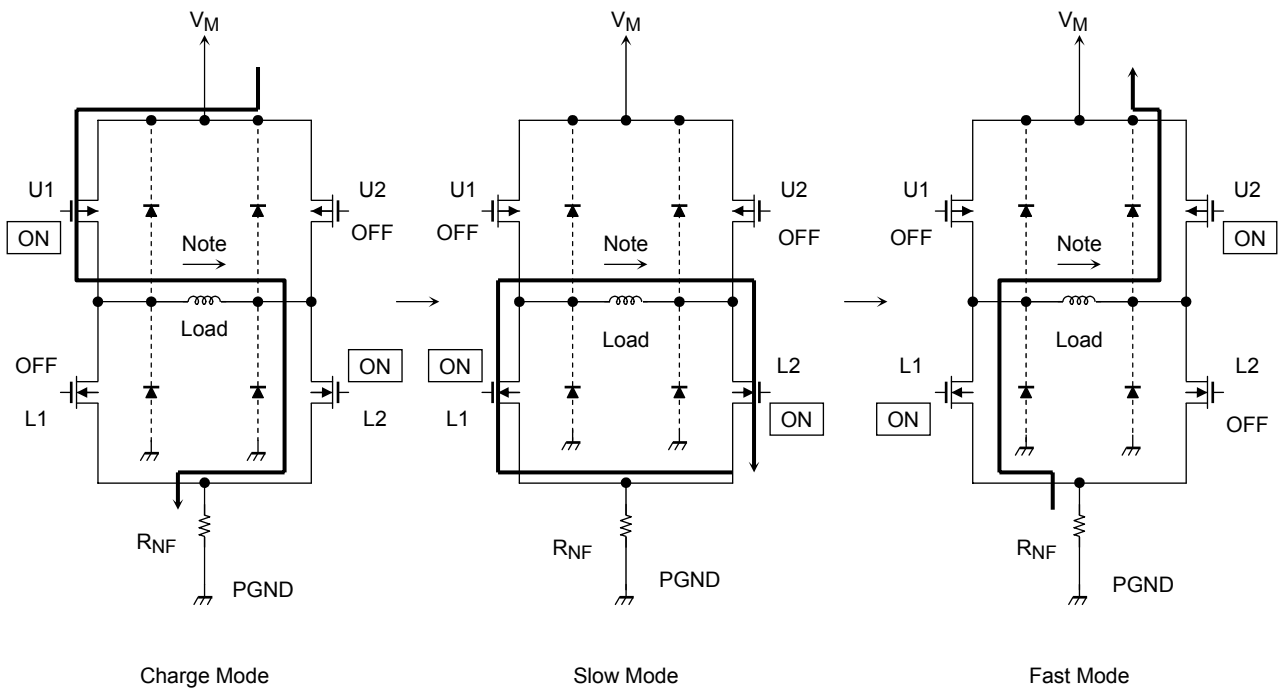 VM
U1
ON
U2
OFF
Note
Load
OFF
L1
ON
L2
RNF
PGND
Charge Mode
VM
U1
OFF
U2
OFF
Note
Load
ON
L1
L2
ON
RNF
PGND
Slow Mode
VM
U1
OFF
U2
ON
Note
Load
L1
ON
L2
OFF
RNF
PGND
Fast Mode